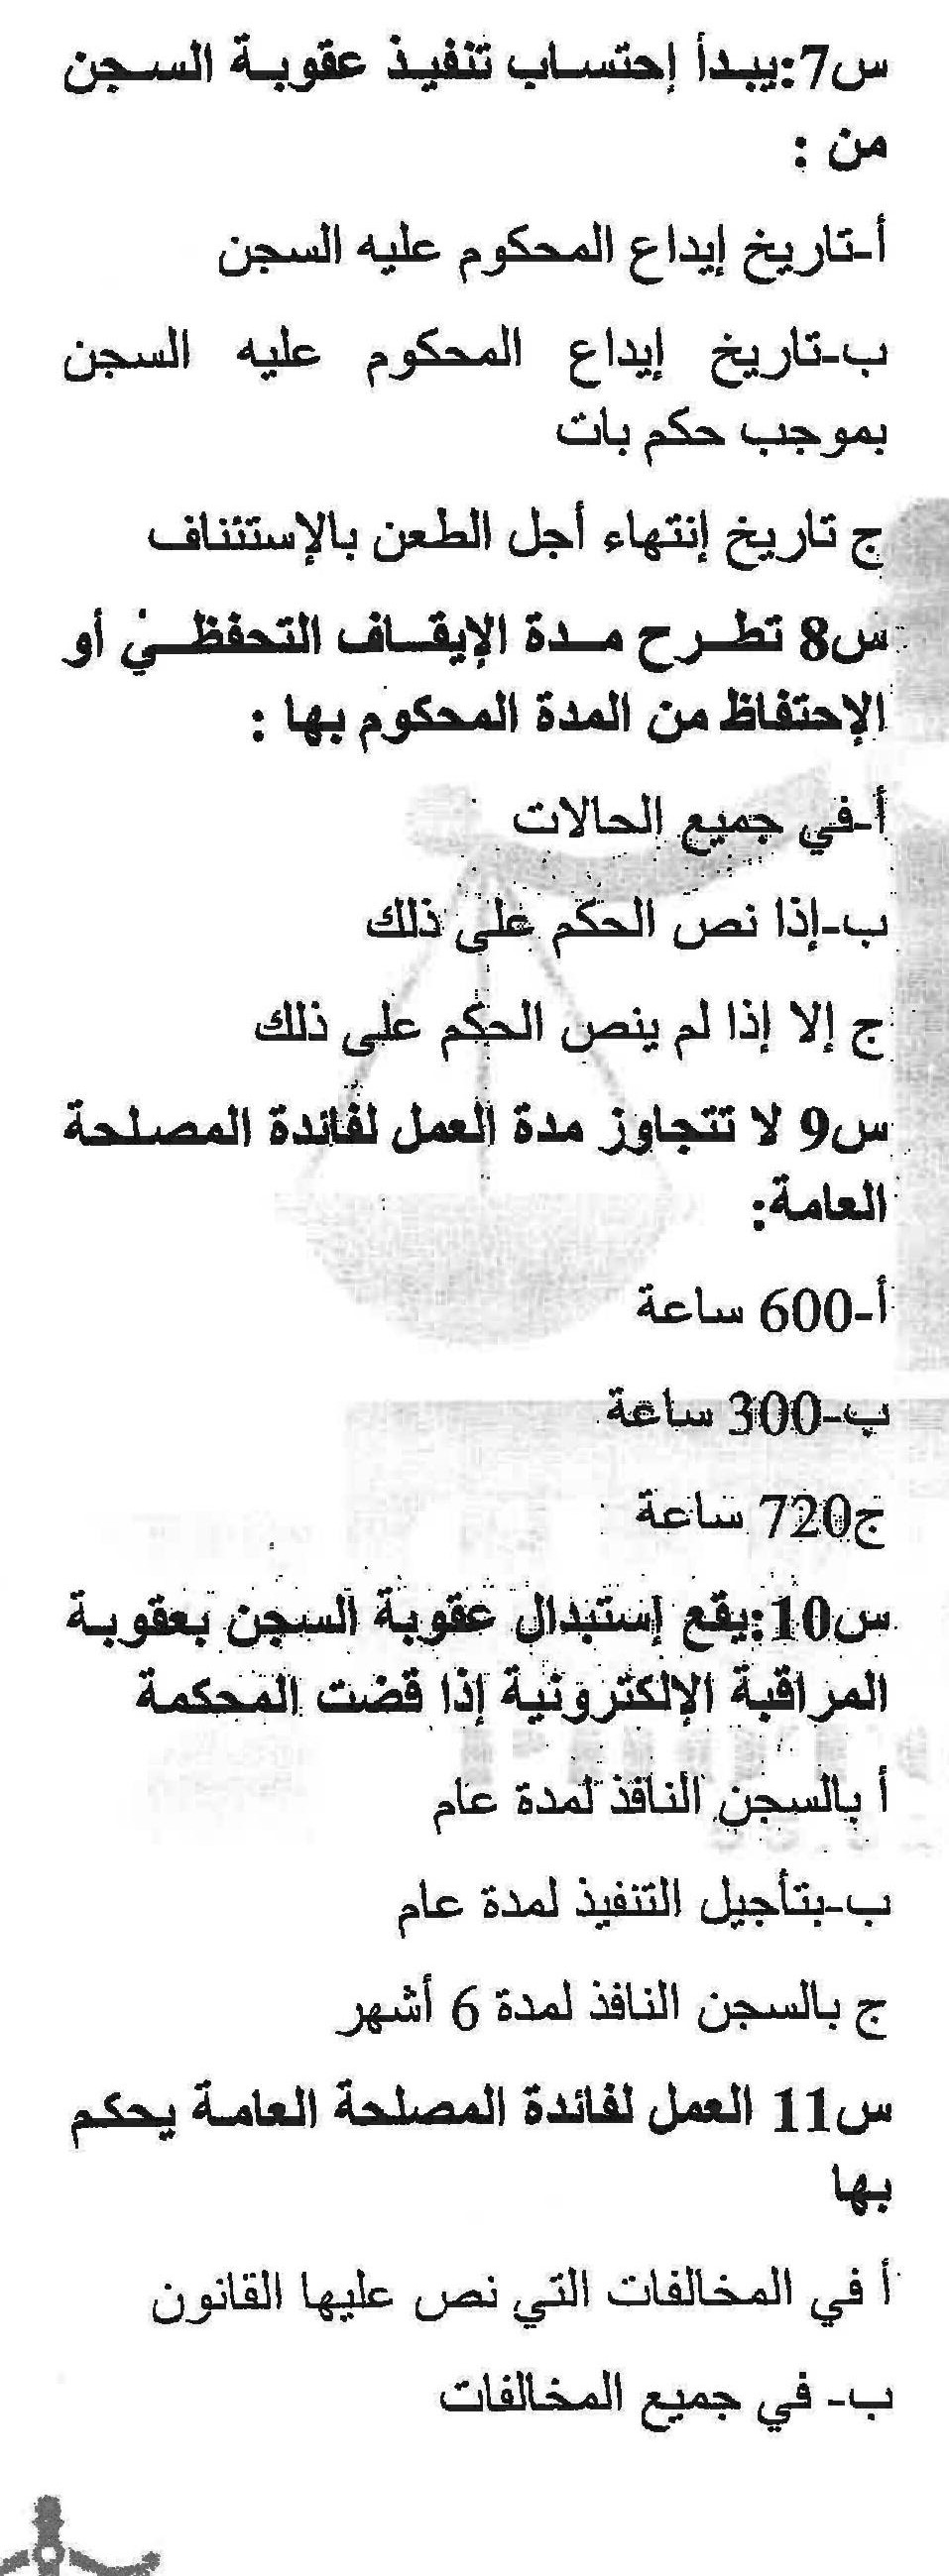 س7:يبدأ إحتساب تنفيذ عقوبة السجن
من :
أ-تاريخ إيداع المحكوم عليه السجن
ب-تاريخ إيداع المحكوم عليه السجن
بموجب حكم بات
ج تاريخ إنتهاء أجل الطعن بالإستئناف
س8 تطرح مدة الإيقاف التحفظي أو
الإحتفاظ من المدة المحكوم بها :
أ-في جميع الحالات
ب-إذا نص الحكم على ذلك
ج إلا إذا لم ينص الحكم على ذلك
س9 لا تتجاوز مدة العمل لفائدة المصلحة
العامة:
أ-600 ساعة
ب-300 ساعة
ج720 ساعة
س10:يقع إستبدال عقوبة السجن بعقوبة
المراقبة الإلكترونية إذا قضت المحكمة
أ بالسجن النافذ لمدة عام
ب-بتأجيل التنفيذ لمدة عام
ج بالسجن النافذ لمدة 6 أشهر
س11 العمل لفائدة المصلحة العامة يحكم
بها
أ في المخالفات التي نص عليها القانون
ب- في جميع المخالفات